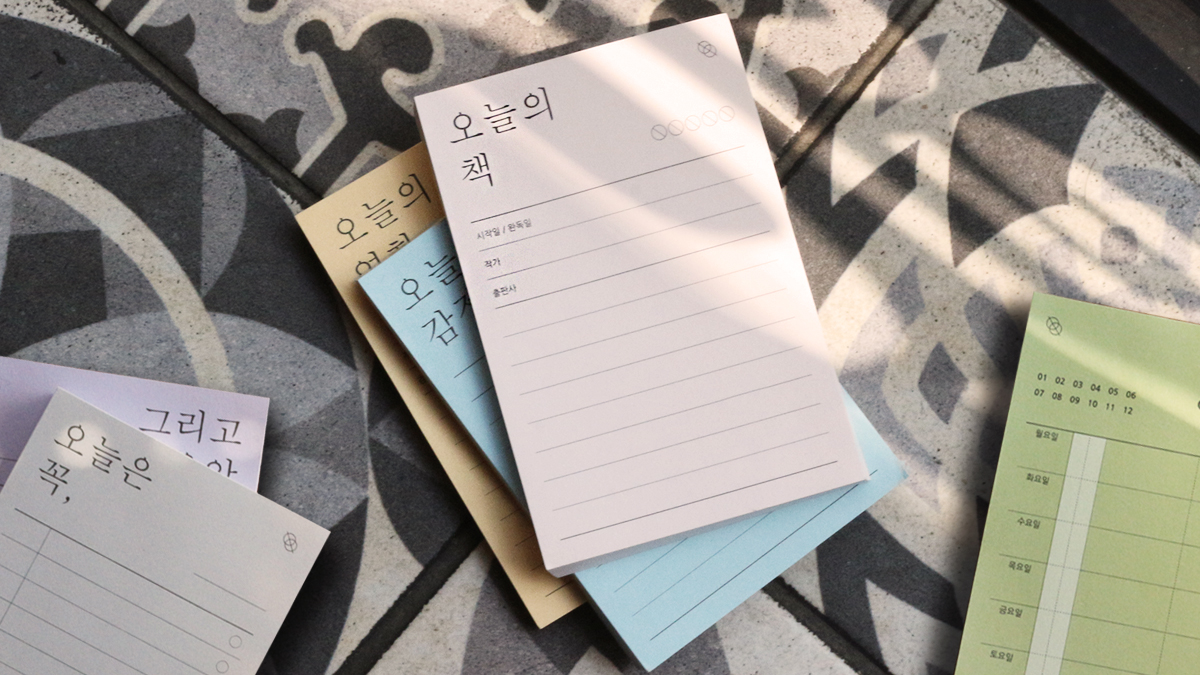 오늘의
책
시작일 / 완독일
작가
출판사
오늘의
오늘
감
그리고
오늘은
꼭,
01 02 03 04 05 06
07 08 09 10 11 12
월요일
화요일
수요일
목요일
금요일
토요일